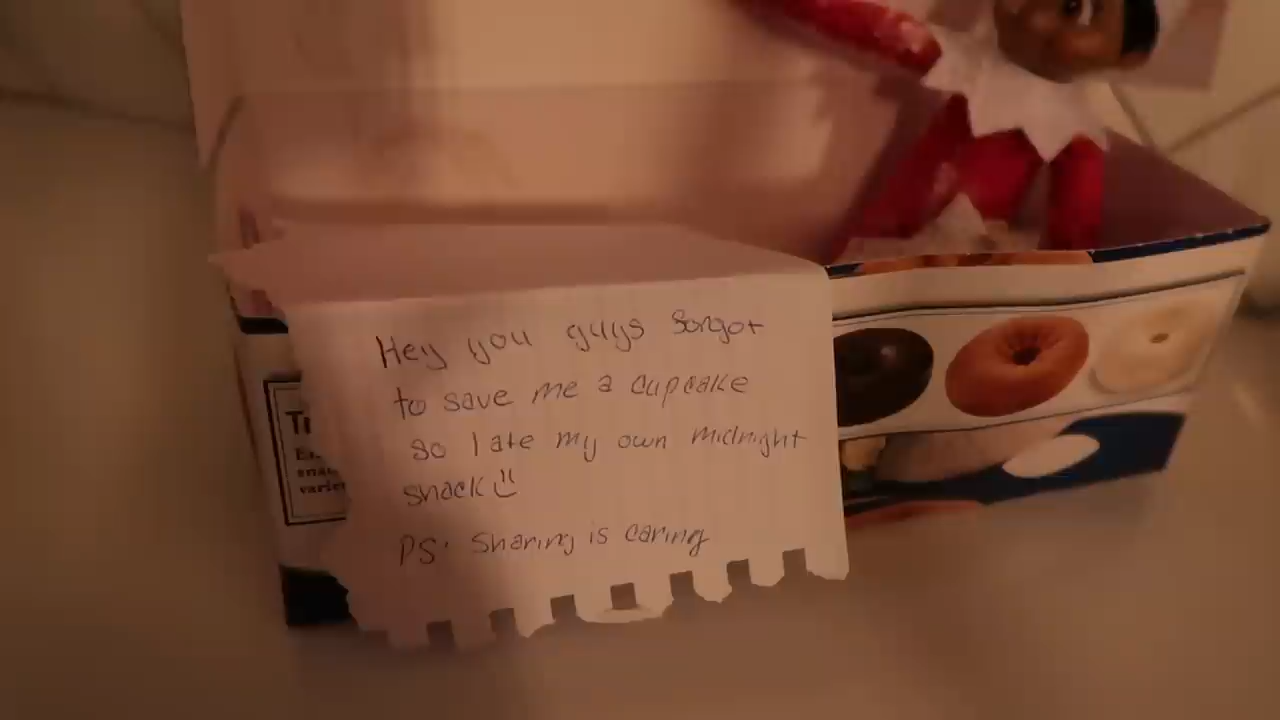 Hey you guys forgot
to save me a cupcake
so I ate my own midnight
snack
PS. Sharing is caring